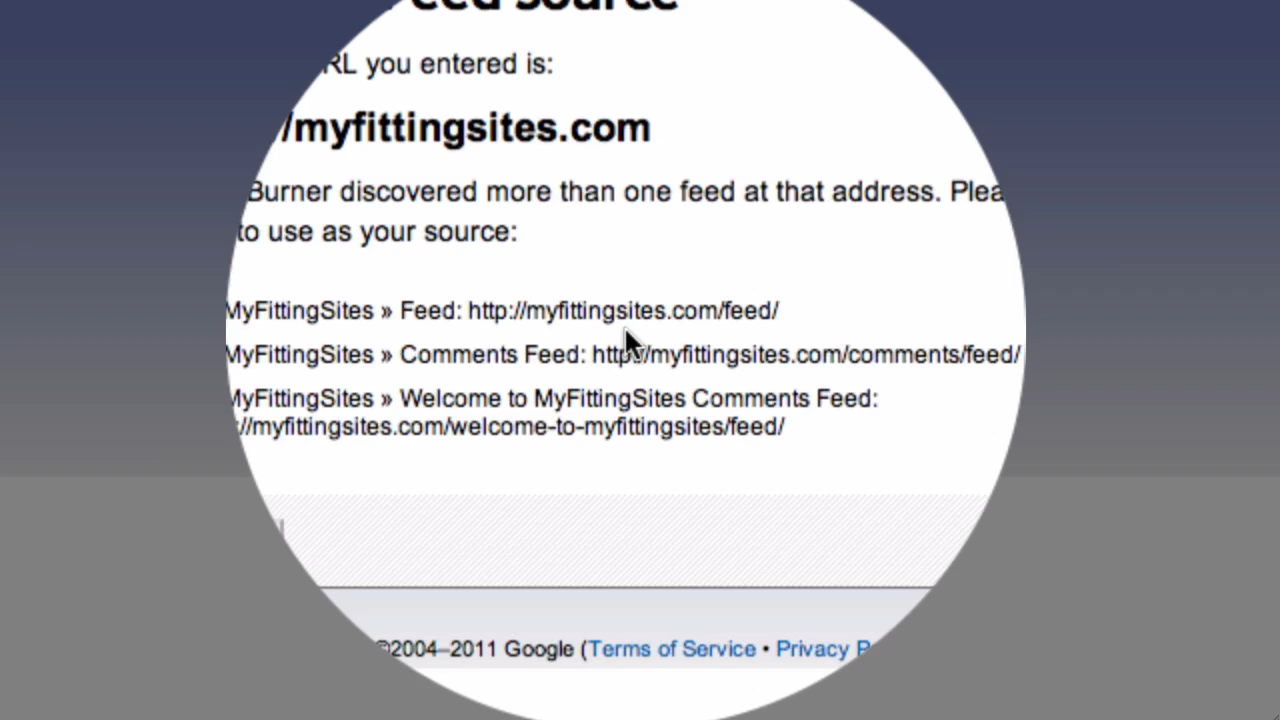 eed Source
RL you entered is:
/myfittingsites.com
Burner discovered more than one feed at that address. Plea
to use as your source:
MyFittingSites » Feed: http://myfittingsites.com/feed/
MyFittingSites » Comments Feed: http://myfittingsites.com/comments/feed/
MyFittingSites » Welcome to MyFittingSites Comments Feed:
://myfittingsites.com/welcome-to-myfittingsites/feed/
©2004–2011 Google (Terms of Service • Privacy P